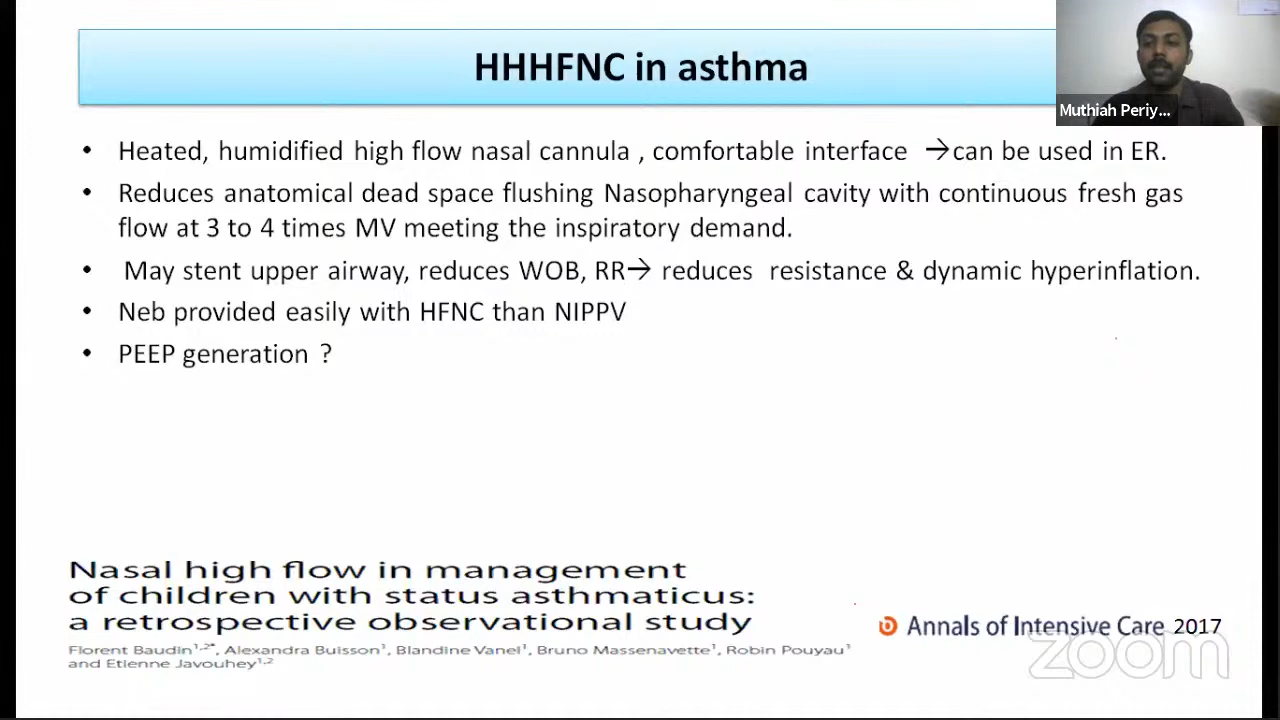 HHHFNC in asthma
Muthiah Periy...
• Heated, humidified high flow nasal cannula , comfortable interface →can be used in ER.
• Reduces anatomical dead space flushing Nasopharyngeal cavity with continuous fresh gas
flow at 3 to 4 times MV meeting the inspiratory demand.
• May stent upper airway, reduces WOB, RR→ reduces resistance & dynamic hyperinflation.
• Neb provided easily with HFNC than NIPPV
• PEEP generation ?
Nasal high flow in management
of children with status asthmaticus:
a retrospective observational study
Florent Baudin1,2*, Alexandra Buisson1, Blandine Vanel1, Bruno Massenavette1, Robin Pouyau1
and Etienne Javouhey1,2
Annals of Intensive Care 2017
zoom